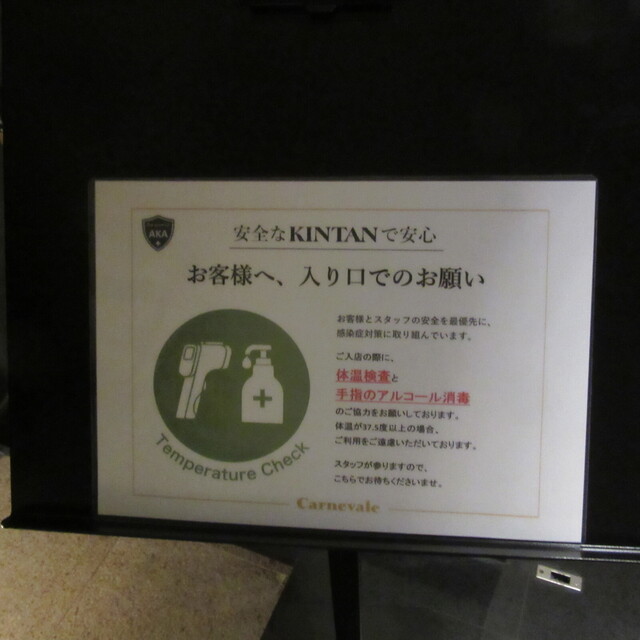 AKA
安全なKINTANで安心
お客様へ、入り口でのお願い
お客様とスタッフの安全を最優先に、
感染症対策に取り組んでいます。
ご入店の際に、
体温検査と
手指のアルコール消毒
のご協力をお願いしております。
体温が37.5度以上の場合、
ご利用をご遠慮いただいております。
スタッフが参りますので、
こちらでお待ちくださいませ。
Temperature Check
Carnevale